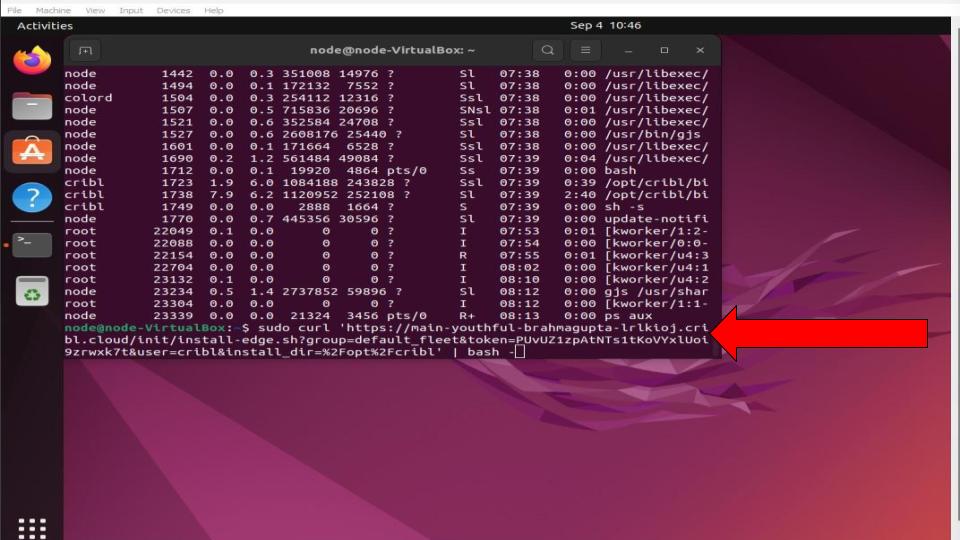 File Machine View Input Devices Help
Activities Sep 4 10:46
node@node-VirtualBox: ~
node 1442 0.0 0.3 351008 14976 ? Sl 07:38 0:00 /usr/libexec/
node 1494 0.0 0.1 172132 7552 ? Sl 07:38 0:00 /usr/libexec/
colord 1504 0.0 0.3 254112 12316 ? Ssl 07:38 0:00 /usr/libexec/
node 1507 0.0 0.5 715836 20696 ? SNsl 07:38 0:01 /usr/libexec/
node 1521 0.0 0.6 352584 24708 ? Ssl 07:38 0:00 /usr/libexec/
node 1527 0.0 0.6 2608176 25440 ? Sl 07:38 0:00 /usr/bin/gjs
node 1601 0.0 0.1 171664 6528 ? Ssl 07:38 0:00 /usr/libexec/
node 1690 0.2 1.2 561484 49084 ? Ssl 07:39 0:04 /usr/libexec/
node 1712 0.0 0.1 19920 4864 pts/0 Ss 07:39 0:00 bash
cribl 1723 1.9 6.0 1084188 243828 ? Ssl 07:39 0:39 /opt/cribl/bi
cribl 1738 7.9 6.2 1120952 252108 ? Sl 07:39 2:40 /opt/cribl/bi
cribl 1749 0.0 0.0 2888 1664 ? S 07:39 0:00 sh -s
node 1770 0.0 0.7 445356 30596 ? Sl 07:39 0:00 update-notifi
root 22049 0.1 0.0 0 0 ? I 07:53 0:01 [kworker/1:2-
root 22088 0.0 0.0 0 0 ? I 07:54 0:00 [kworker/0:0-
root 22154 0.0 0.0 0 0 ? R 07:55 0:01 [kworker/u4:3
root 22704 0.0 0.0 0 0 ? I 08:02 0:00 [kworker/u4:1
root 23132 0.1 0.0 0 0 ? I 08:10 0:00 [kworker/u4:2
node 23234 0.5 1.4 2737852 59896 ? Sl 08:12 0:00 gjs /usr/shar
root 23304 0.0 0.0 0 0 ? I 08:12 0:00 [kworker/1:1-
node 23339 0.0 0.0 21324 3456 pts/0 R+ 08:12 0:00 ps aux
node@node-VirtualBox:~$ sudo curl 'https://main-youthful-brahmagupta-lrlkioj.cri
bl.cloud/init/install-edge.sh?group=default_fleet&token=PUvUZ1zpAtNTs1tKoVYxlUoi
9zrwxk7t&user=cribl&install_dir=%2Fopt%2Fcribl' | bash -